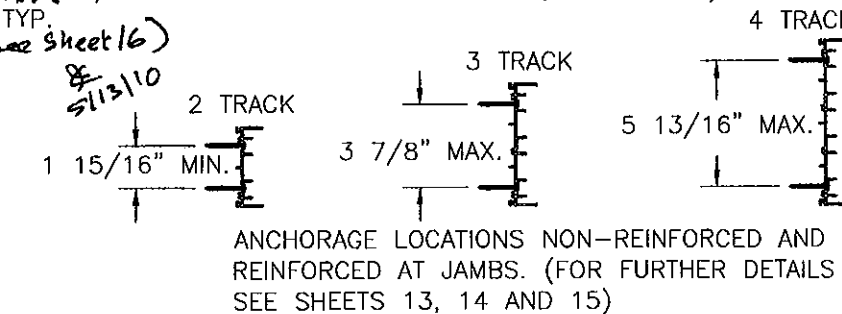 TYP.
see sheet 16)
5/13/10
4 TRACK
3 TRACK
2 TRACK
1 15/16" MIN.
3 7/8" MAX.
5 13/16" MAX.
ANCHORAGE LOCATIONS NON-REINFORCED AND
REINFORCED AT JAMBS. (FOR FURTHER DETAILS
SEE SHEETS 13, 14 AND 15)